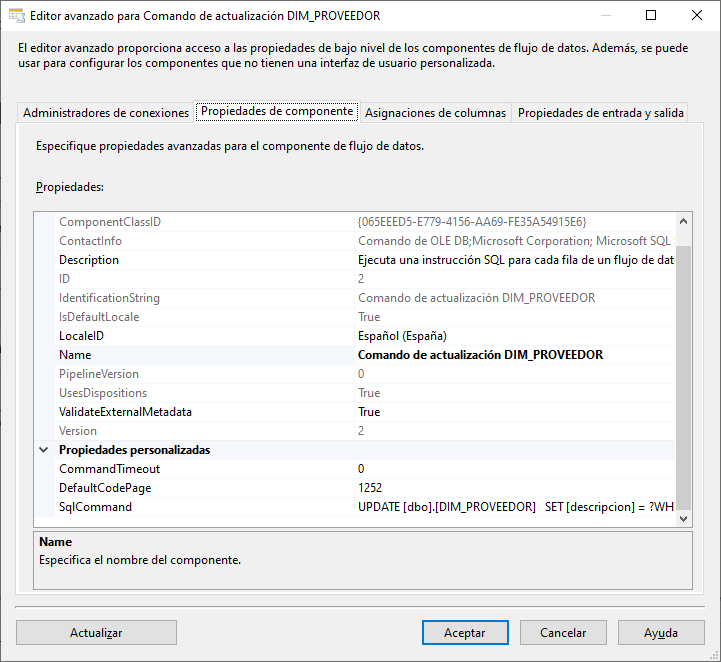 Editor avanzado para Comando de actualización DIM_PROVEEDOR
El editor avanzado proporciona acceso a las propiedades de bajo nivel de los componentes de flujo de datos. Además, se puede
usar para configurar los componentes que no tienen una interfaz de usuario personalizada.
Administradores de conexiones Propiedades de componente Asignaciones de columnas Propiedades de entrada y salida
Especifique propiedades avanzadas para el componente de flujo de datos.
Propiedades:
ComponentClassID {065EEED5-E779-4156-AA69-FE35A54915E6}
ContactInfo Comando de OLE DB;Microsoft Corporation; Microsoft SQL
Description Ejecuta una instrucción SQL para cada fila de un flujo de dat
ID 2
IdentificationString Comando de actualización DIM_PROVEEDOR
IsDefaultLocale True
LocaleID Español (España)
Name Comando de actualización DIM_PROVEEDOR
PipelineVersion 0
UsesDispositions True
ValidateExternalMetadata True
Version 2
Propiedades personalizadas
CommandTimeout 0
DefaultCodePage 1252
SqlCommand UPDATE [dbo].[DIM_PROVEEDOR] SET [descripcion] = ?WH
Name
Especifica el nombre del componente.
Actualizar Aceptar Cancelar Ayuda